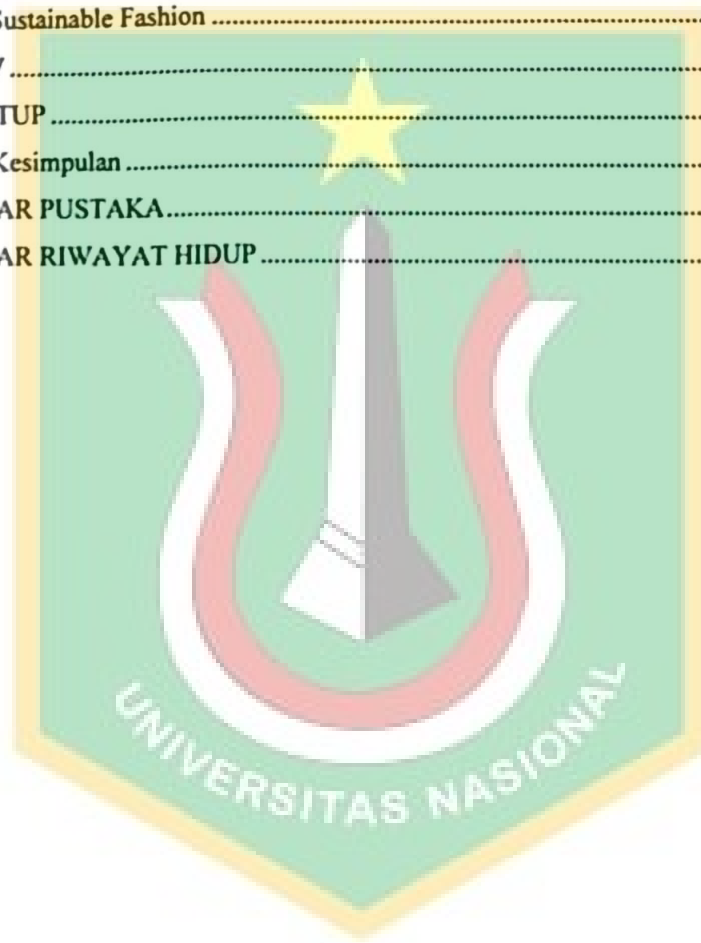 Sustainable Fashion ........................................................................
V ........................................................................
TUP ........................................................................
Kesimpulan ........................................................................
AR PUSTAKA ........................................................................
AR RIWAYAT HIDUP ........................................................................
UNIVERSITAS NASIONAL